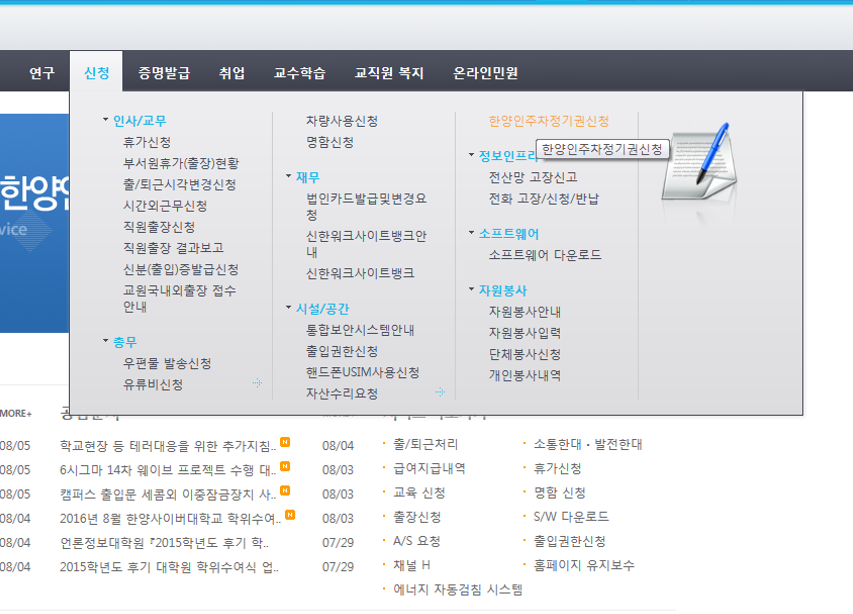 연구 신청 증명발급 취업 교수학습 교직원 복지 온라인민원
인사/교무
휴가신청
부서원휴가(출장)현황
출/퇴근시각변경신청
시간외근무신청
직원출장신청
직원출장 결과보고
신분(출입)증발급신청
교원국내외출장 접수
안내
총무
우편물 발송신청
유류비신청
차량사용신청
명함신청
재무
법인카드발급및변경요
청
신한워크사이트뱅크안
내
신한워크사이트뱅크
시설/공간
통합보안시스템안내
출입권한신청
핸드폰USIM사용신청
자산수리요청
한양인주차정기권신청
한양인주차정기권신청
정보인프라
전산망 고장신고
전화 고장/신청/반납
소프트웨어
소프트웨어 다운로드
자원봉사
자원봉사안내
자원봉사입력
단체봉사신청
개인봉사내역
한양인
vice
MORE+
08/05 학교현장 등 테러대응을 위한 추가지침.. N 08/04
08/05 6시그마 14차 웨이브 프로젝트 수행 대.. N 08/03
08/05 캠퍼스 출입문 세콤외 이중잠금장치 사.. N 08/03
08/04 2016년 8월 한양사이버대학교 학위수여.. N 08/03
08/04 언론정보대학원 『2015학년도 후기 학.. 07/29
08/04 2015학년도 후기 대학원 학위수여식 업.. 07/29
출/퇴근처리 소통한대·발전한대
급여지급내역 휴가신청
교육 신청 명함 신청
출장신청 S/W 다운로드
A/S 요청 출입권한신청
채널 H 홈페이지 유지보수
에너지 자동검침 시스템